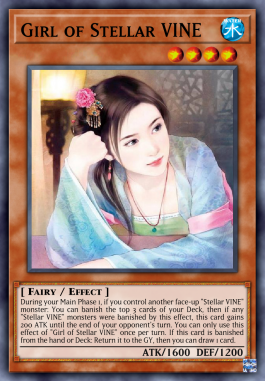 Girl of Stellar VINE
水
[ Fairy / Effect ]
During your Main Phase 1, if you control another face-up "Stellar VINE"
monster: You can banish the top 3 cards of your Deck, then if any
"Stellar VINE" monsters were banished by this effect, this card gains
200 ATK until the end of your opponent's turn. You can only use this
effect of "Girl of Stellar VINE" once per turn. If this card is banished
from the hand or Deck: Return it to the GY, then you can draw 1 card.
ATK/1600 DEF/1200